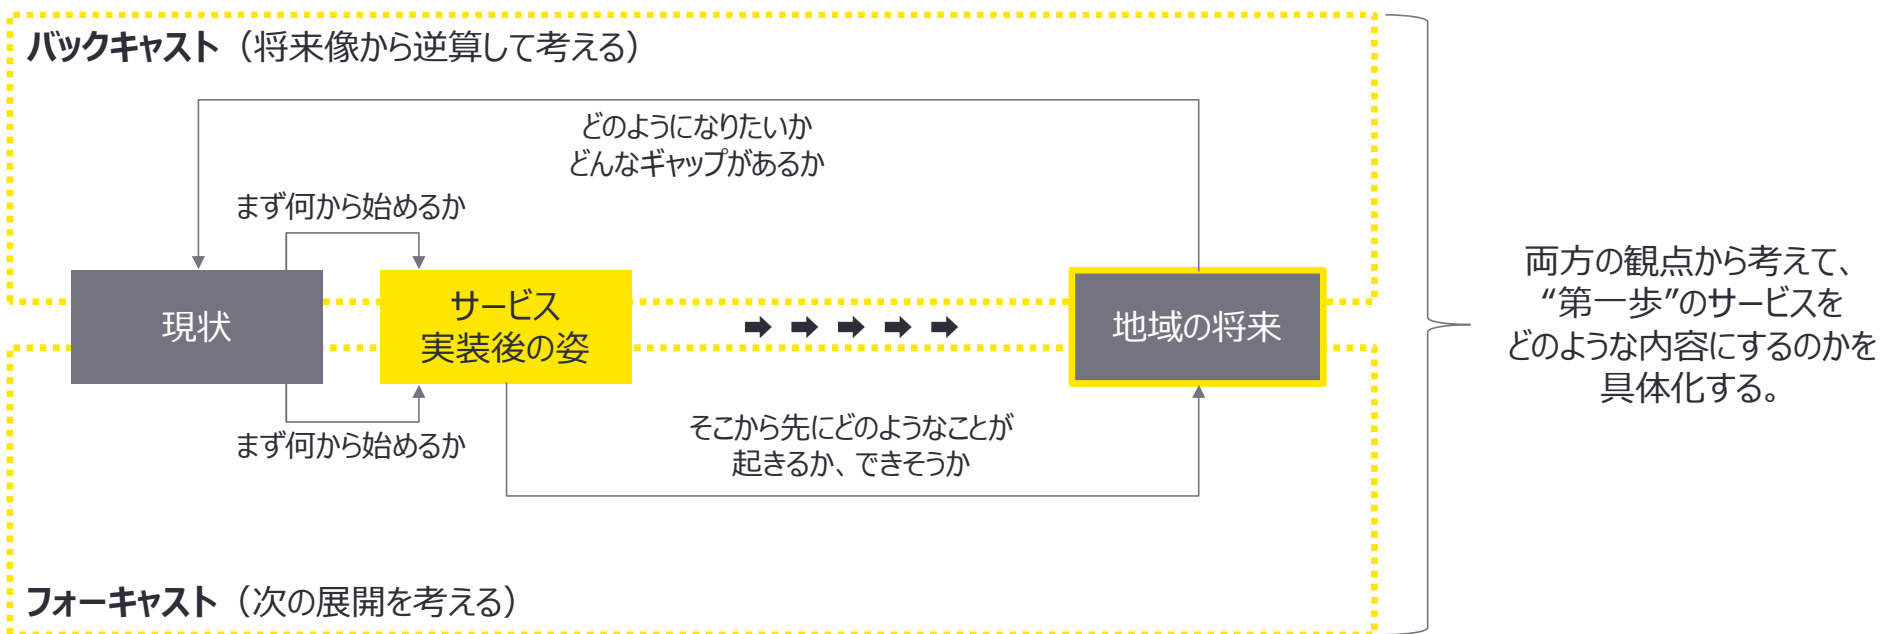 バックキャスト（将来像から逆算して考える）
どのようになりたいか
どんなギャップがあるか
まず何から始めるか
現状
サービス
実装後の姿
地域の将来
まず何から始めるか
そこから先にどのようなことが
起きるか、できそうか
フォーキャスト（次の展開を考える）
両方の観点から考えて、
“第一歩”のサービスを
どのような内容にするのかを
具体化する。